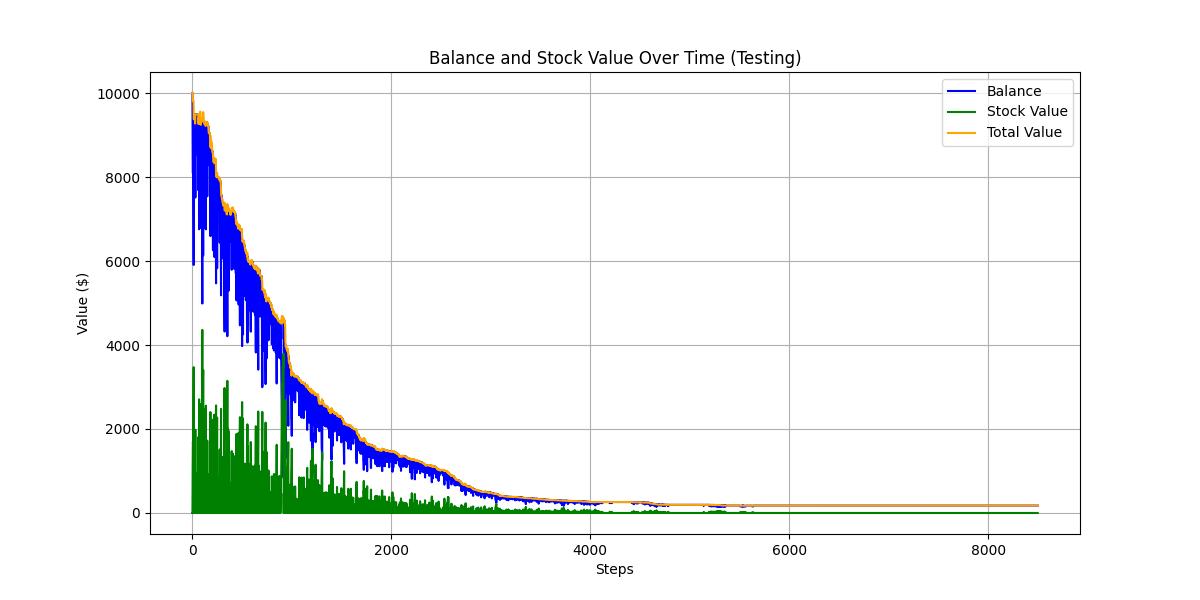 Balance and Stock Value Over Time (Testing)
Balance
Stock Value
Total Value
Value ($)
10000
8000
6000
4000
2000
0
0 2000 4000 6000 8000
Steps